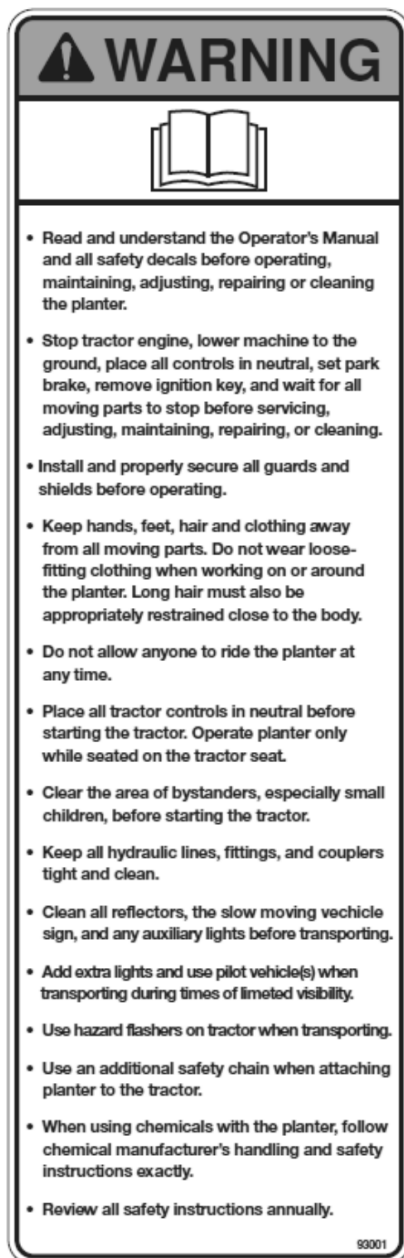 WARNING
• Read and understand the Operator's Manual
and all safety decals before operating,
maintaining, adjusting, repairing or cleaning
the planter.
• Stop tractor engine, lower machine to the
ground, place all controls in neutral, set park
brake, remove ignition key, and wait for all
moving parts to stop before servicing,
adjusting, maintaining, repairing, or cleaning.
• Install and properly secure all guards and
shields before operating.
• Keep hands, feet, hair and clothing away
from all moving parts. Do not wear loose-
fitting clothing when working on or around
the planter. Long hair must also be
appropriately restrained close to the body.
• Do not allow anyone to ride the planter at
any time.
• Place all tractor controls in neutral before
starting the tractor. Operate planter only
while seated on the tractor seat.
• Clear the area of bystanders, especially small
children, before starting the tractor.
• Keep all hydraulic lines, fittings, and couplers
tight and clean.
• Clean all reflectors, the slow moving vechicle
sign, and any auxiliary lights before transporting.
• Add extra lights and use pilot vehicle(s) when
transporting during times of limeted visibility.
• Use hazard flashers on tractor when transporting.
• Use an additional safety chain when attaching
planter to the tractor.
• When using chemicals with the planter, follow
chemical manufacturer's handling and safety
instructions exactly.
• Review all safety instructions annually.
93001